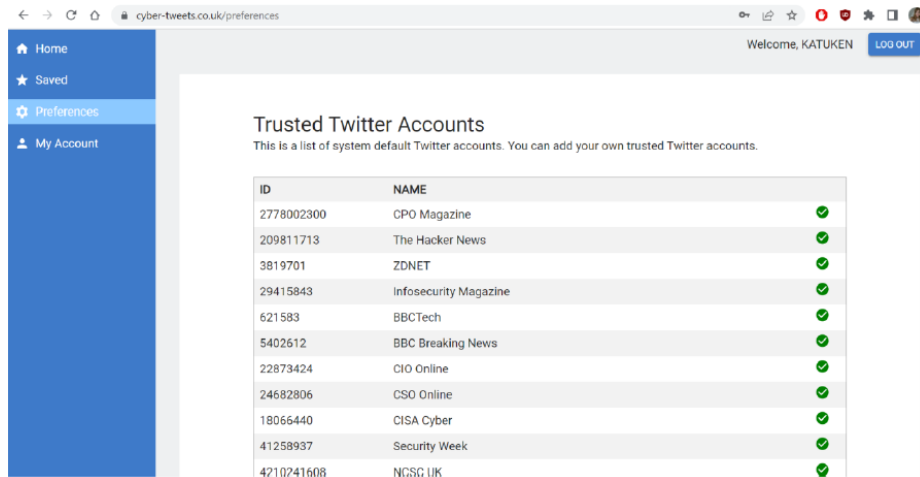 cyber-tweets.co.uk/preferences
Home
Welcome, KATUKEN
LOG OUT
Saved
Preferences
My Account
Trusted Twitter Accounts
This is a list of system default Twitter accounts. You can add your own trusted Twitter accounts.
ID NAME
2778002300 CPO Magazine
209811713 The Hacker News
3819701 ZDNET
29415843 Infosecurity Magazine
621583 BBCTech
5402612 BBC Breaking News
22873424 CIO Online
24682806 CSO Online
18066440 CISA Cyber
41258937 Security Week
4210241608 NCSC UK